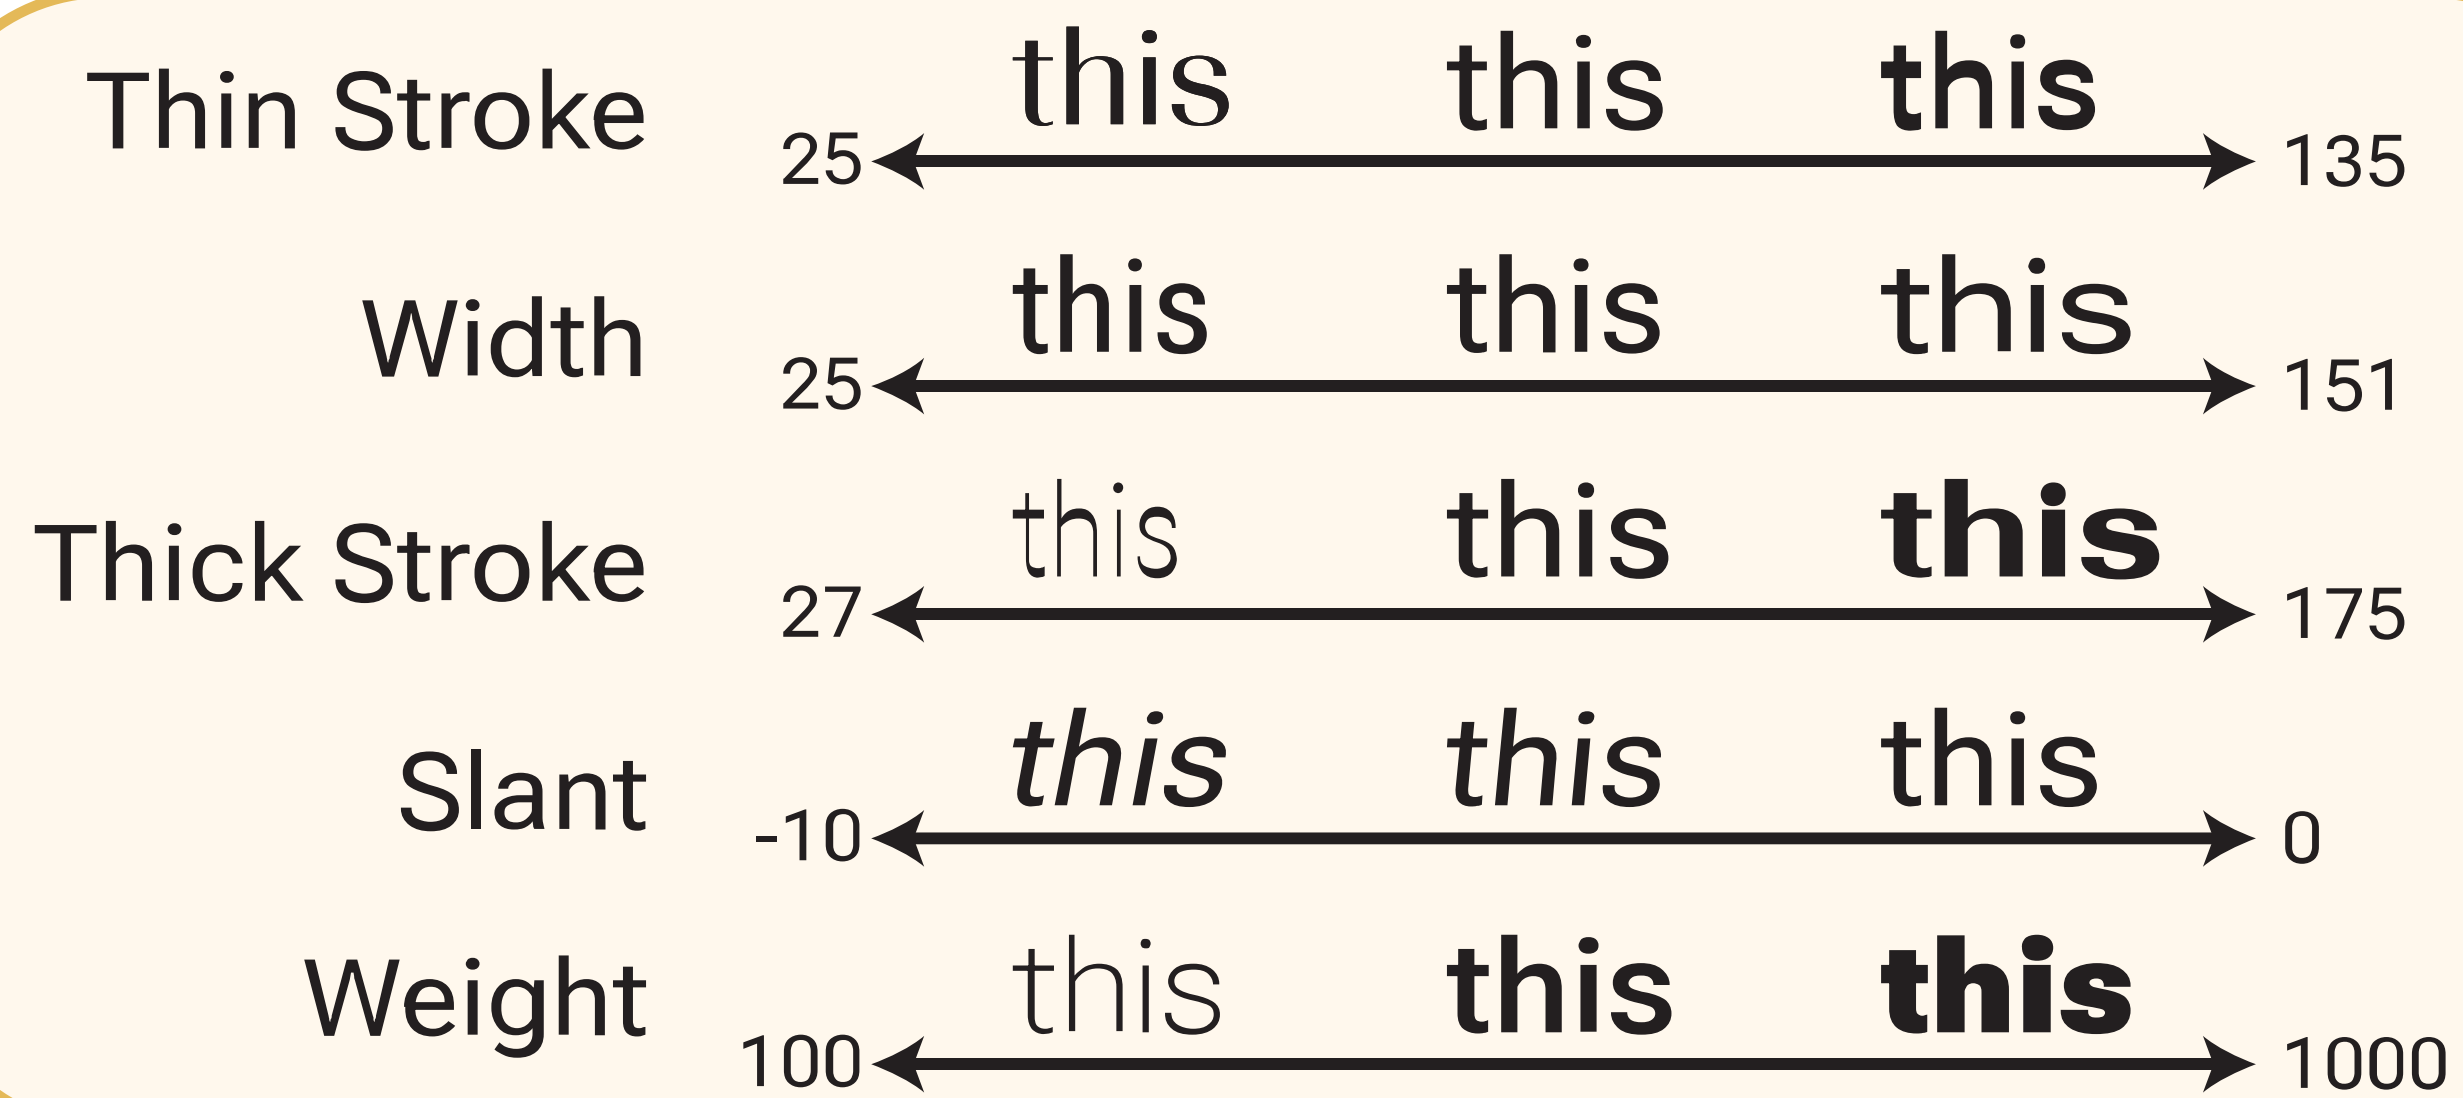 Thin Stroke 25 this this this 135
Width 25 this this this 151
Thick Stroke 27 this this this 175
Slant -10 this this this 0
Weight 100 this this this 1000